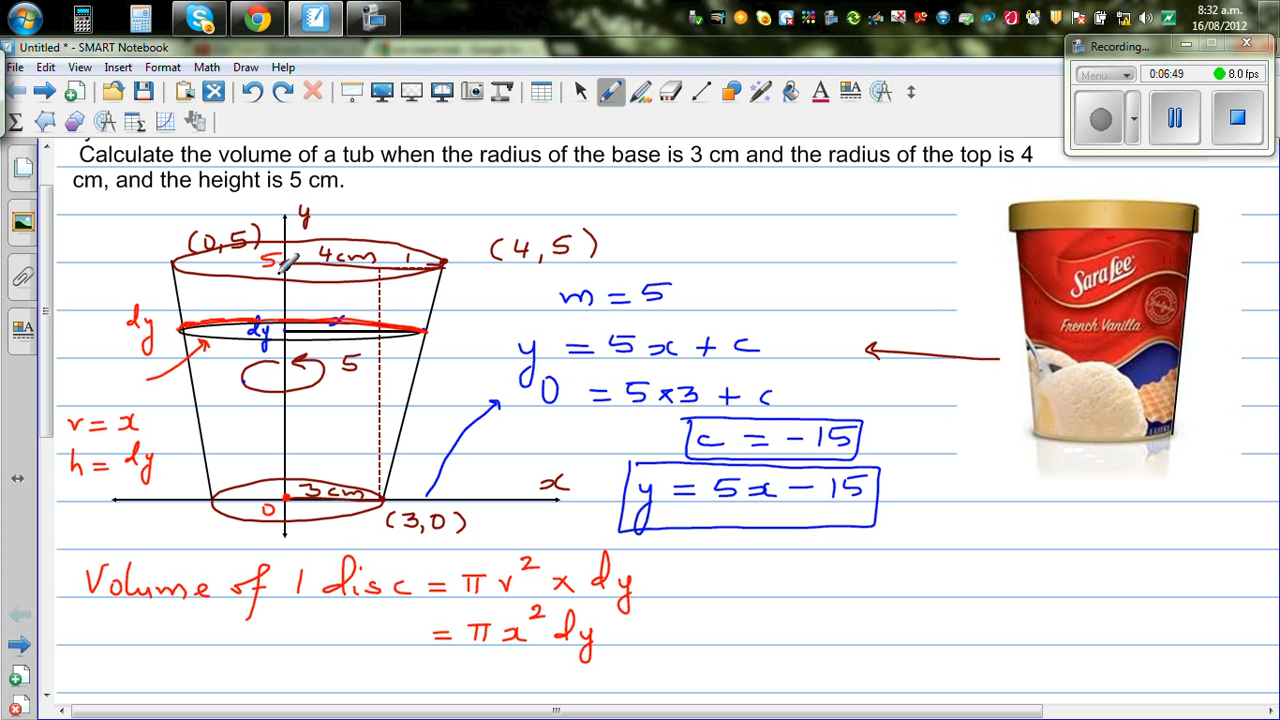 8:32 a.m.
16/08/2012
Untitled * - SMART Notebook
Recording...
File Edit View Insert Format Math Draw Help
Menu
0:06:49
8.0 fps
Calculate the volume of a tub when the radius of the base is 3 cm and the radius of the top is 4
cm, and the height is 5 cm.
y
(0,5)
5
4cm
1
(4,5)
m = 5
dy
dy
x
y = 5x + c
5
0 = 5×3 + c
r = x
h = dy
c = -15
y = 5x - 15
3cm
x
0
(3,0)
Volume of 1 disc = πr² × dy
= πx² dy
Sara Lee
French Vanilla